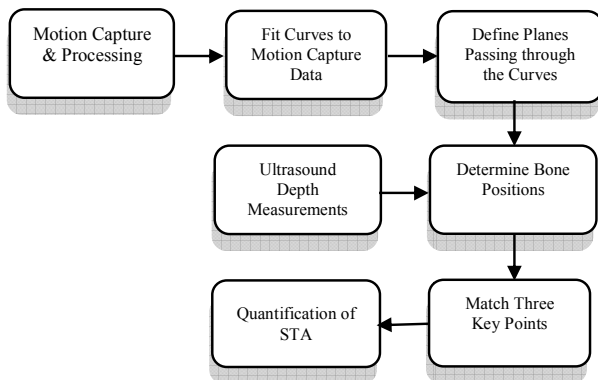 Motion Capture
& Processing
Fit Curves to
Motion Capture
Data
Define Planes
Passing through
the Curves
Ultrasound
Depth
Measurements
Determine Bone
Positions
Quantification of
STA
Match Three
Key Points